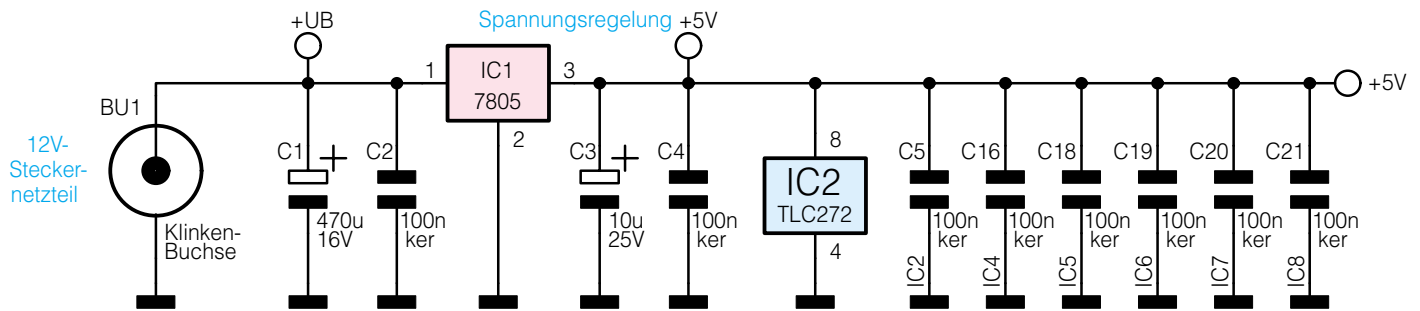 +UB
Spannungsregelung +5V
1
IC1
7805
3
2
+5V
BU1
12V-
Stecker-
netzteil
Klinken-
Buchse
C1
+
470u
16V
C2
100n
ker
C3
+
10u
25V
C4
100n
ker
8
IC2
TLC272
4
C5
100n
ker
IC2
C16
100n
ker
IC4
C18
100n
ker
IC5
C19
100n
ker
IC6
C20
100n
ker
IC7
C21
100n
ker
IC8